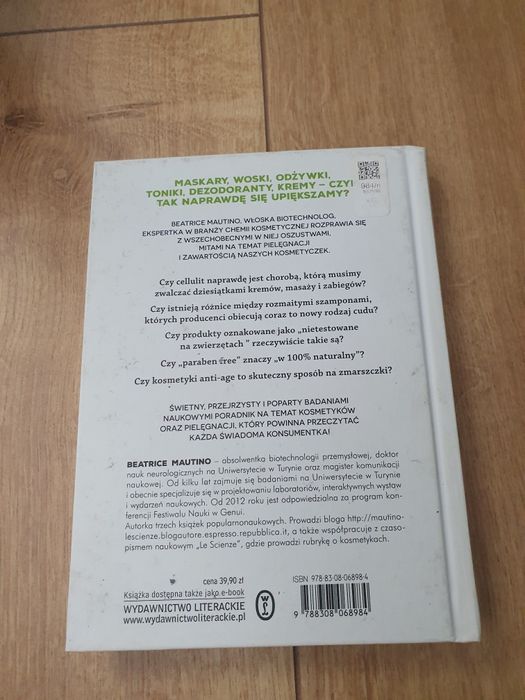 MASKARY, WOSKI, ODŻYWKI,
TONIKI, DEZODORANTY, KREMY – CZYM
TAK NAPRAWDĘ SIĘ UPIĘKSZAMY?
BEATRICE MAUTINO, WŁOSKA BIOTECHNOLOG,
EKSPERTKA W BRANŻY CHEMII KOSMETYCZNEJ ROZPRAWIA SIĘ
Z WSZECHOBECNYMI W NIEJ OSZUSTWAMI,
MITAMI NA TEMAT PIELĘGNACJI
I ZAWARTOŚCIĄ NASZYCH KOSMETYCZEK.
Czy cellulit naprawdę jest chorobą, którą musimy
zwalczać dziesiątkami kremów, masaży i zabiegów?
Czy istnieją różnice między rozmaitymi szamponami,
których producenci obiecują coraz to nowy rodzaj cudu?
Czy produkty oznakowane jako „nietestowane
na zwierzętach ” rzeczywiście takie są?
Czy „paraben free” znaczy „w 100% naturalny”?
Czy kosmetyki anti-age to skuteczny sposób na zmarszczki?
ŚWIETNY, PRZEJRZYSTY I POPARTY BADANIAMI
NAUKOWYMI PORADNIK NA TEMAT KOSMETYKÓW
ORAZ PIELĘGNACJI, KTÓRY POWINNA PRZECZYTAĆ
KAŻDA ŚWIADOMA KONSUMENTKA!
BEATRICE MAUTINO – absolwentka biotechnologii przemysłowej, doktor
nauk neurologicznych na Uniwersytecie w Turynie oraz magister komunikacji
naukowej. Od kilku lat zajmuje się badaniami na Uniwersytecie w Turynie
i obecnie specjalizuje się w projektowaniu laboratoriów, interaktywnych wystaw
i wydarzeń naukowych. Od 2012 roku jest odpowiedzialna za program kon-
ferencji Festiwalu Nauki w Genui.
Autorka trzech książek popularnonaukowych. Prowadzi bloga http://mautino-
lescienze.blogautore.espresso.repubblica.it, a także współpracuje z czaso-
pismem naukowym „Le Scienze”, gdzie prowadzi rubrykę o kosmetykach.
cena 39,90 zł
Książka dostępna także jako e-book
WYDAWNICTWO LITERACKIE
www.wydawnictwoliterackie.pl
ISBN 978-83-08-06898-4
9 788308 068984